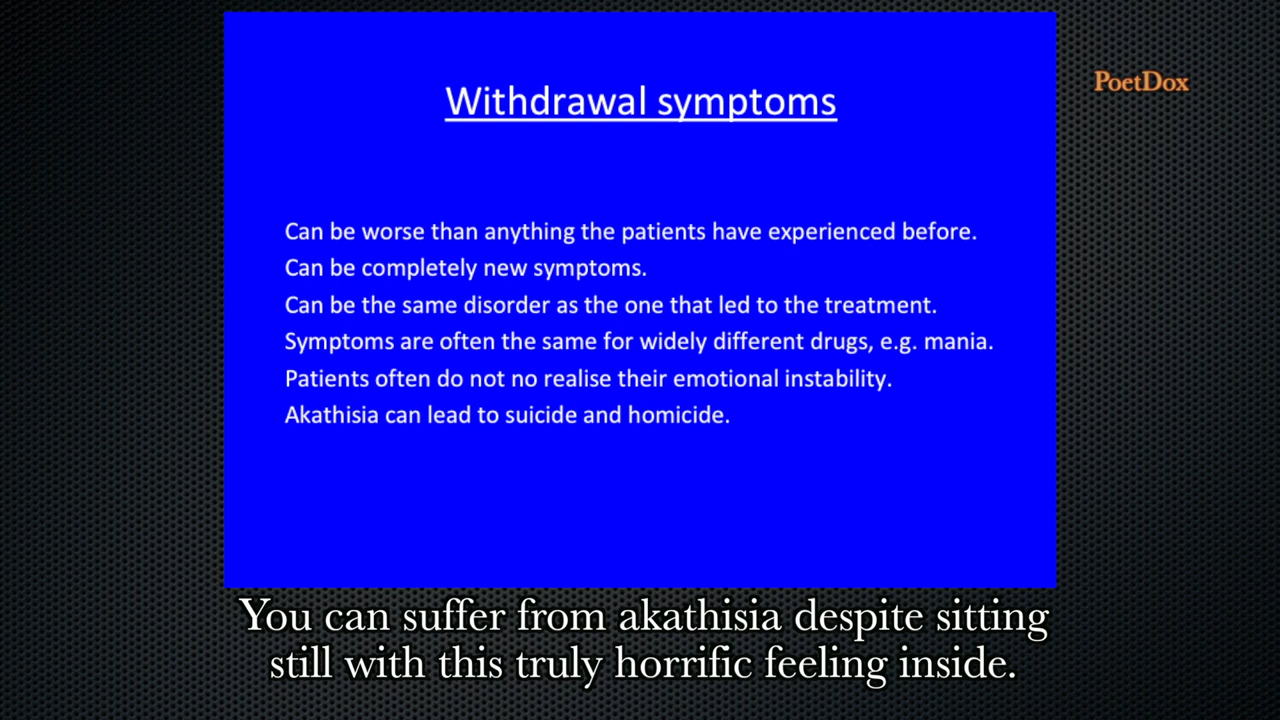 Withdrawal symptoms
PoetDox
Can be worse than anything the patients have experienced before.
Can be completely new symptoms.
Can be the same disorder as the one that led to the treatment.
Symptoms are often the same for widely different drugs, e.g. mania.
Patients often do not no realise their emotional instability.
Akathisia can lead to suicide and homicide.
You can suffer from akathisia despite sitting
still with this truly horrific feeling inside.